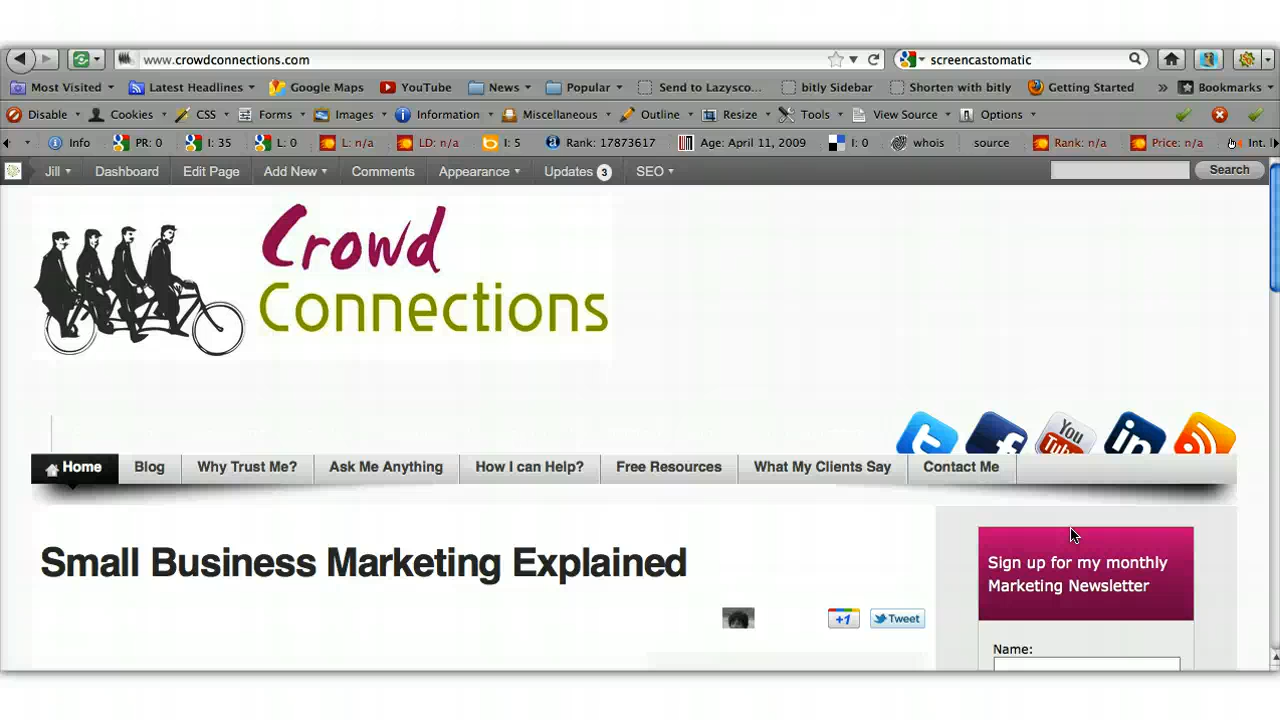 www.crowdconnections.com
screencastomatic
Most Visited Latest Headlines Google Maps YouTube News Popular Send to Lazysco... bitly Sidebar Shorten with bitly Getting Started » Bookmarks
Disable Cookies CSS Forms Images Information Miscellaneous Outline Resize Tools View Source Options
Info PR: 0 I: 35 L: 0 L: n/a LD: n/a I: 5 Rank: 17873617 Age: April 11, 2009 I: 0 whois source Rank: n/a Price: n/a Int. l
Jill Dashboard Edit Page Add New Comments Appearance Updates 3 SEO Search
Crowd
Connections
You
Tube
in
Home Blog Why Trust Me? Ask Me Anything How I can Help? Free Resources What My Clients Say Contact Me
Small Business Marketing Explained
+1 Tweet
Sign up for my monthly
Marketing Newsletter
Name: